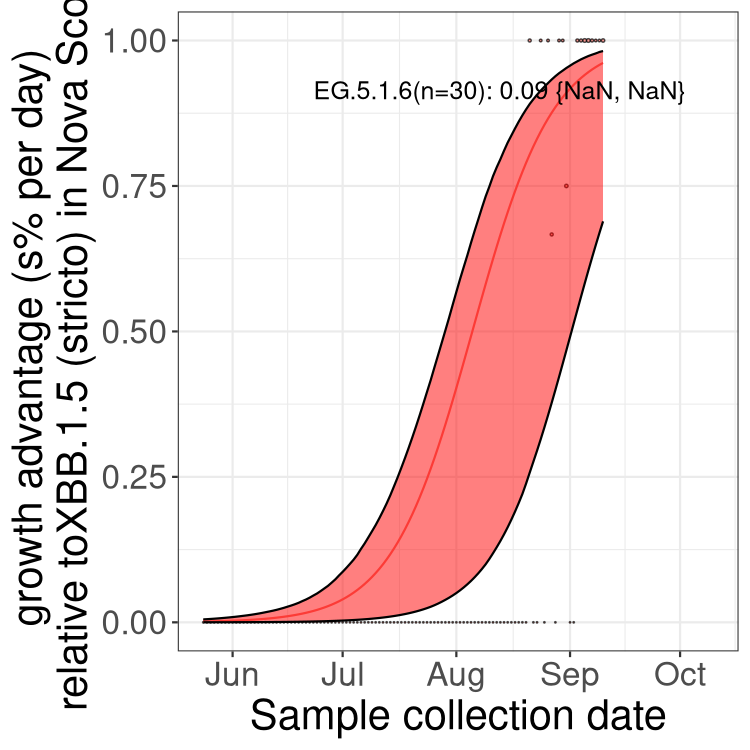 growth advantage (s% per day)
relative toXBB.1.5 (stricto) in Nova Sco
1.00
0.75
0.50
0.25
0.00
EG.5.1.6(n=30): 0.09 {NaN, NaN}
Jun Jul Aug Sep Oct
Sample collection date